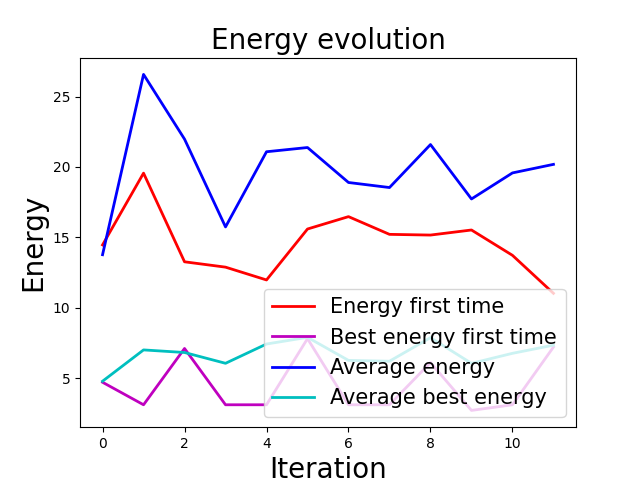 Energy evolution
Energy
25
20
15
10
5
0
2
4
6
8
10
Iteration
Energy first time
Best energy first time
Average energy
Average best energy